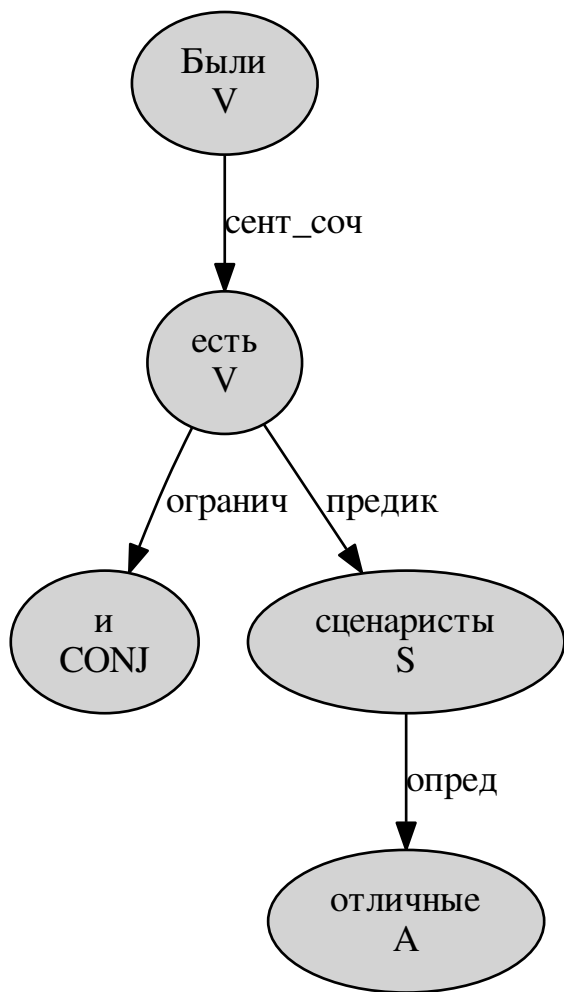 Были
V
сент_соч
есть
V
огранич предик
и
CONJ
сценаристы
S
опред
отличные
A